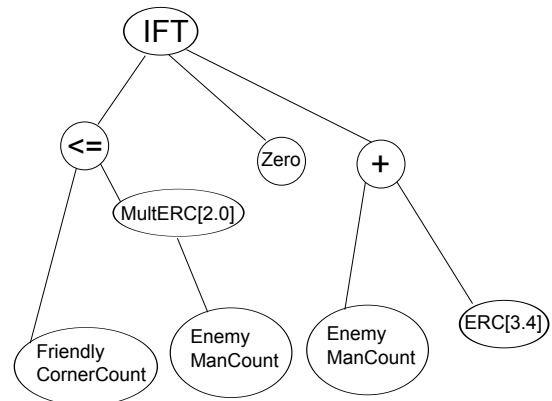 IFT
<=
Zero
+
MultERC[2.0]
Friendly
CornerCount
Enemy
ManCount
Enemy
ManCount
ERC[3.4]